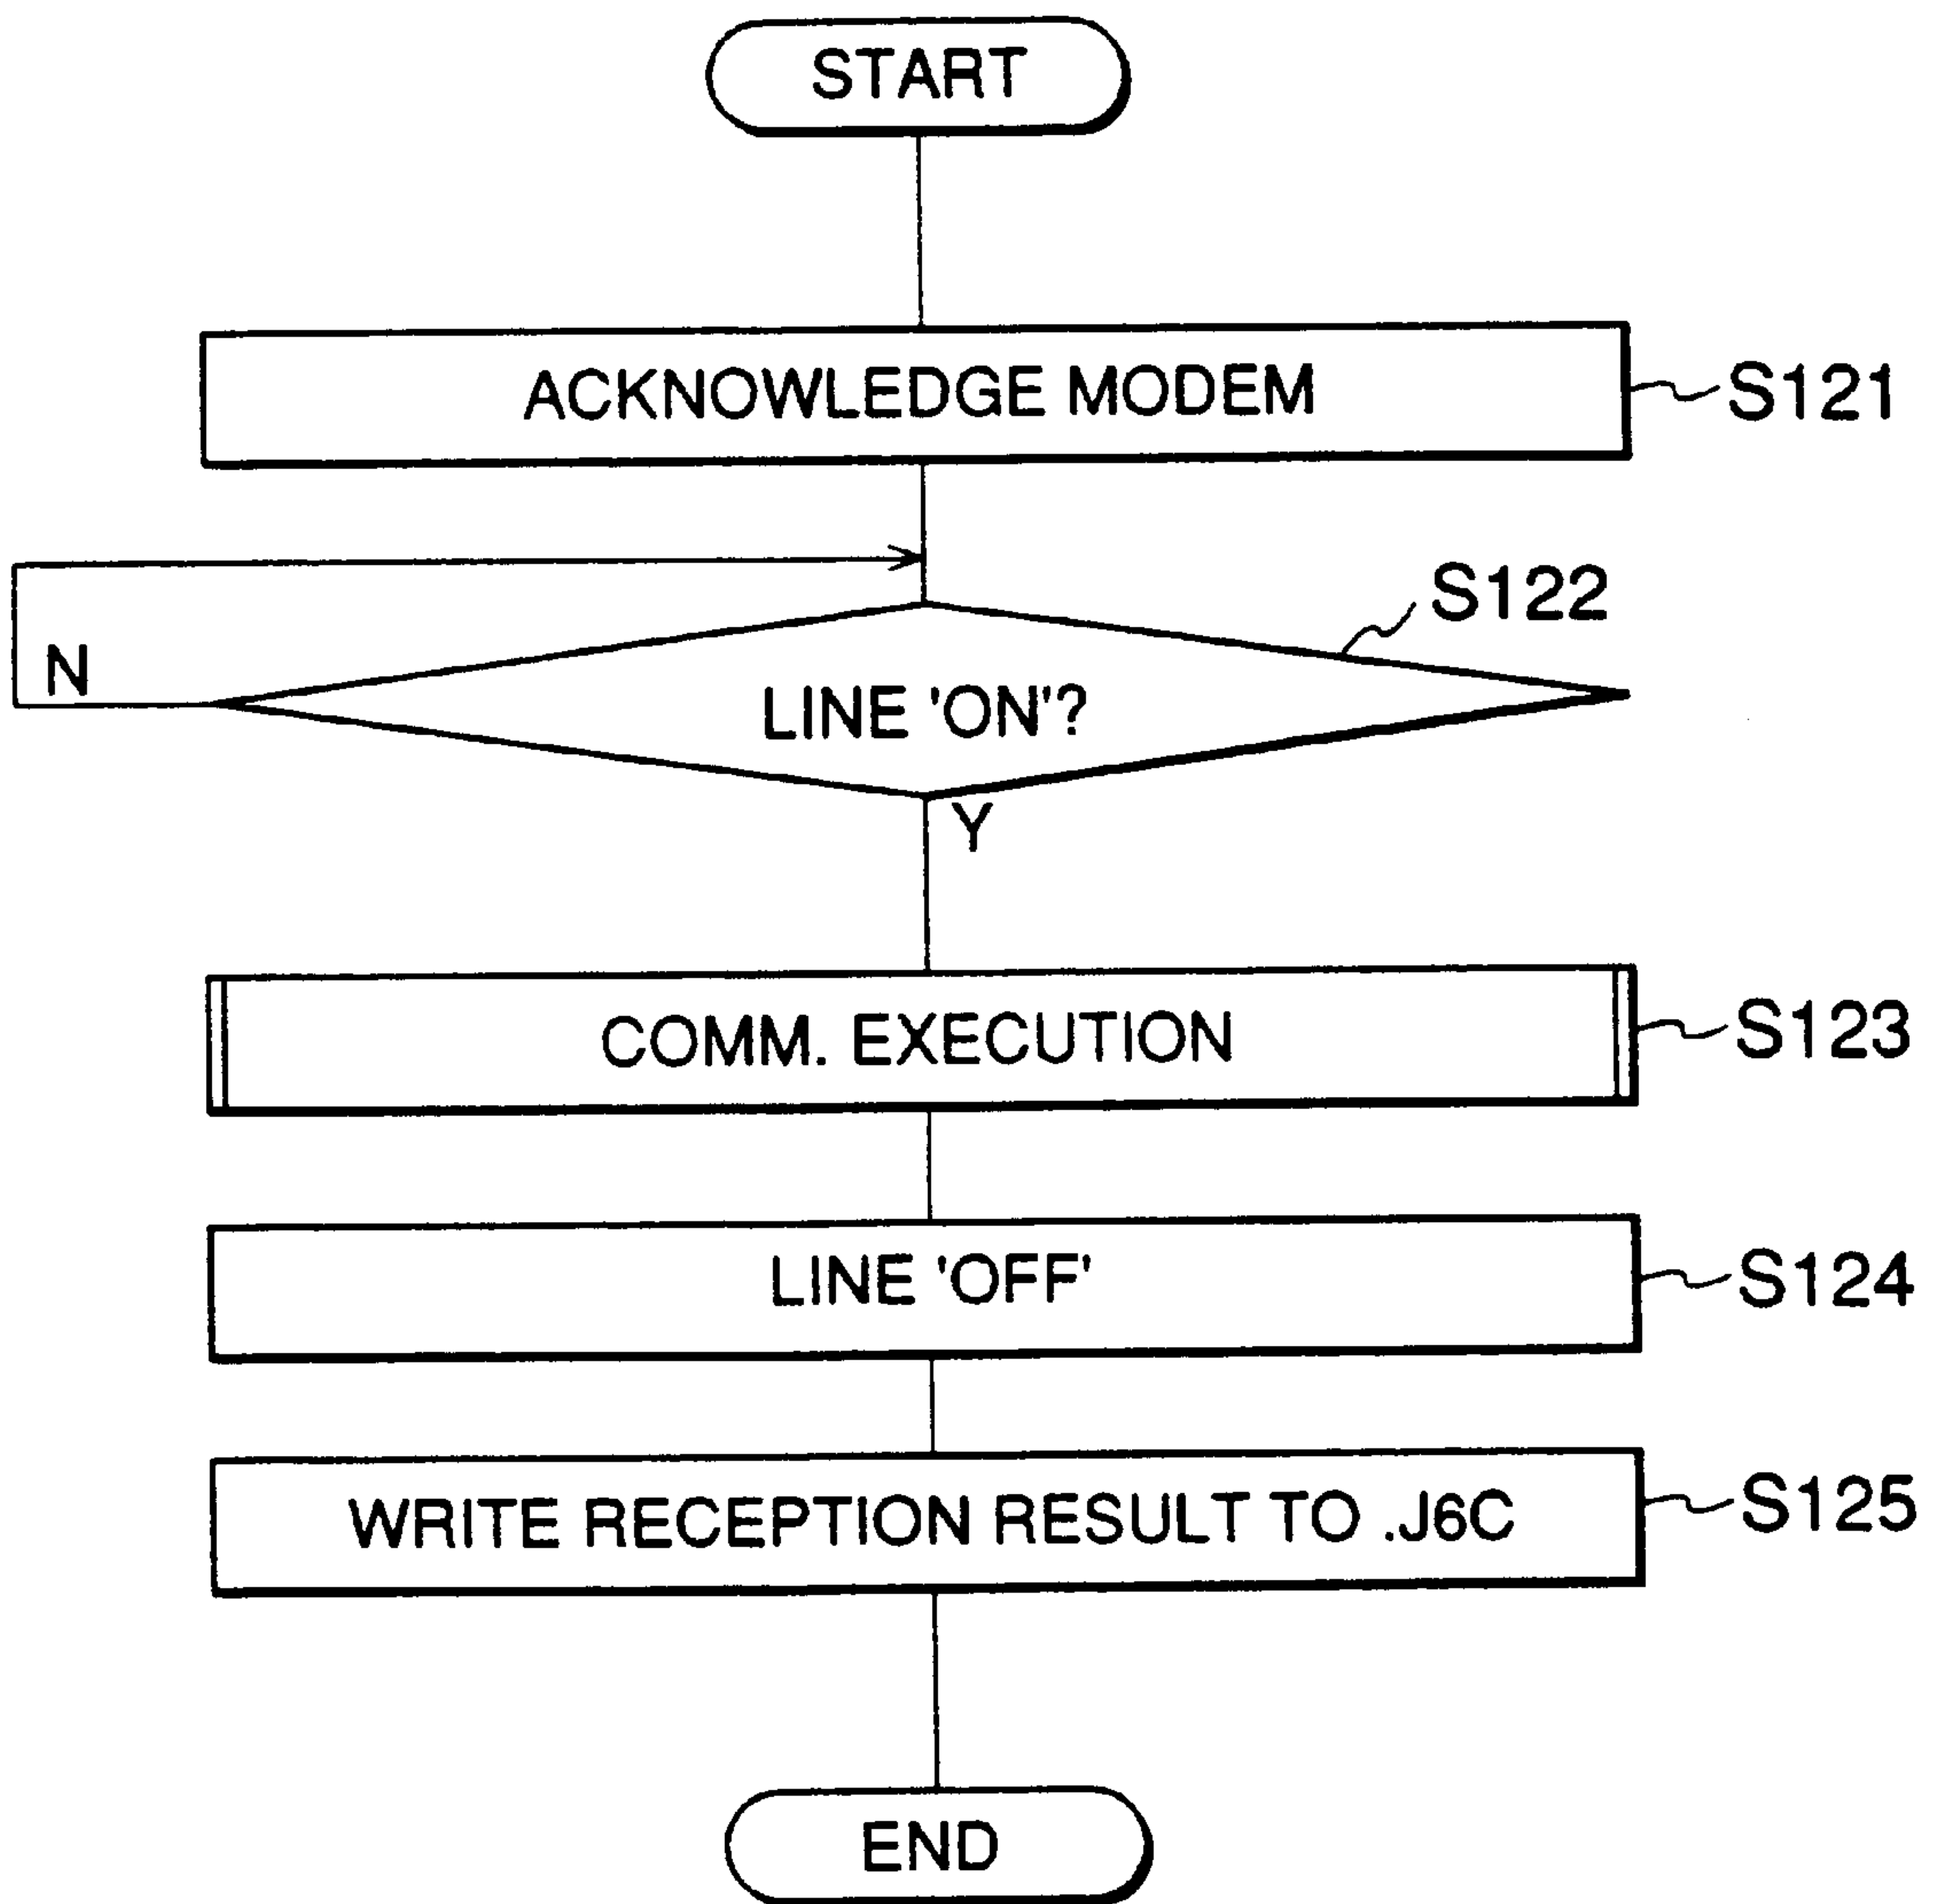 START
ACKNOWLEDGE MODEM
S121
S122
N
LINE 'ON'?
Y
COMM. EXECUTION
S123
LINE 'OFF'
S124
WRITE RECEPTION RESULT TO .J6C
S125
END